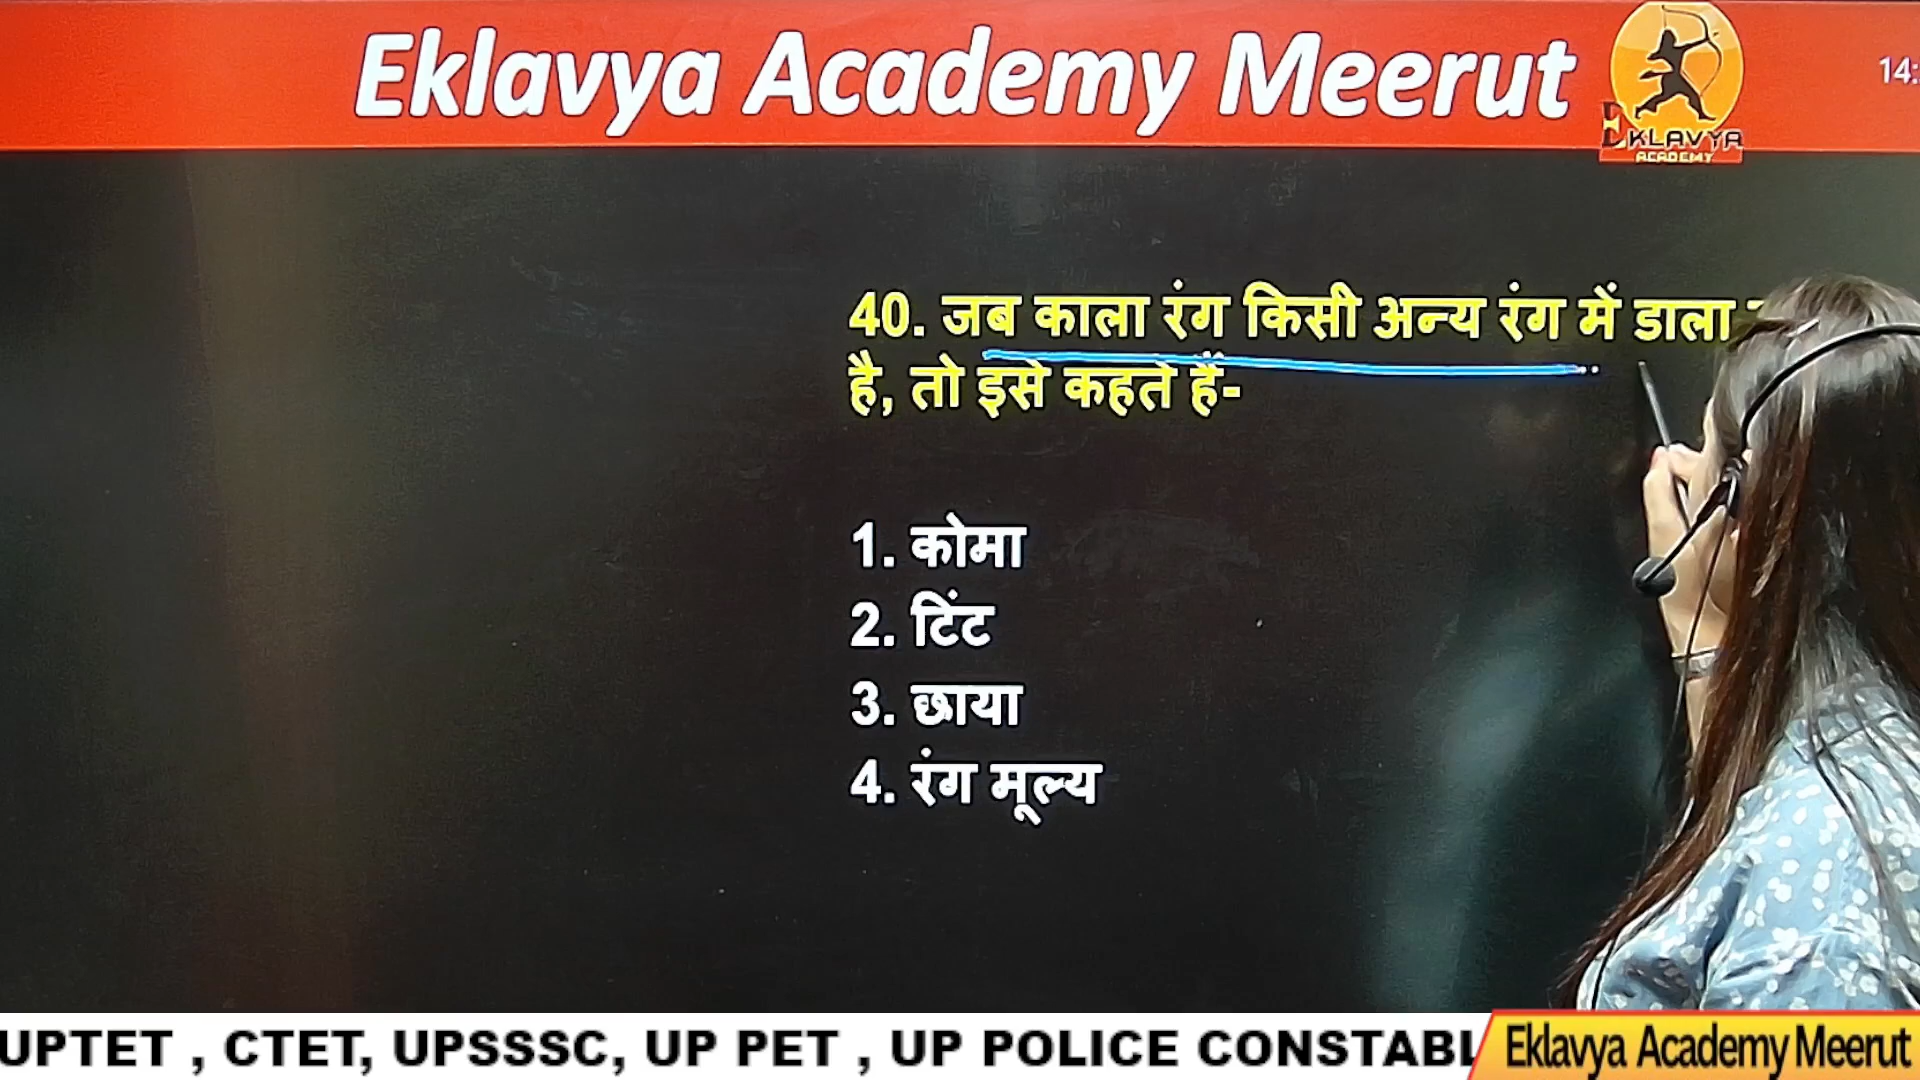 Eklavya Academy Meerut
EKLAVYA
ACADEMY
14:
40. जब काला रंग किसी अन्य रंग में डाला
है, तो इसे कहते हैं-
1. कोमा
2. टिंट
3. छाया
4. रंग मूल्य
UPTET , CTET, UPSSSC, UP PET , UP POLICE CONSTABL
Eklavya Academy Meerut